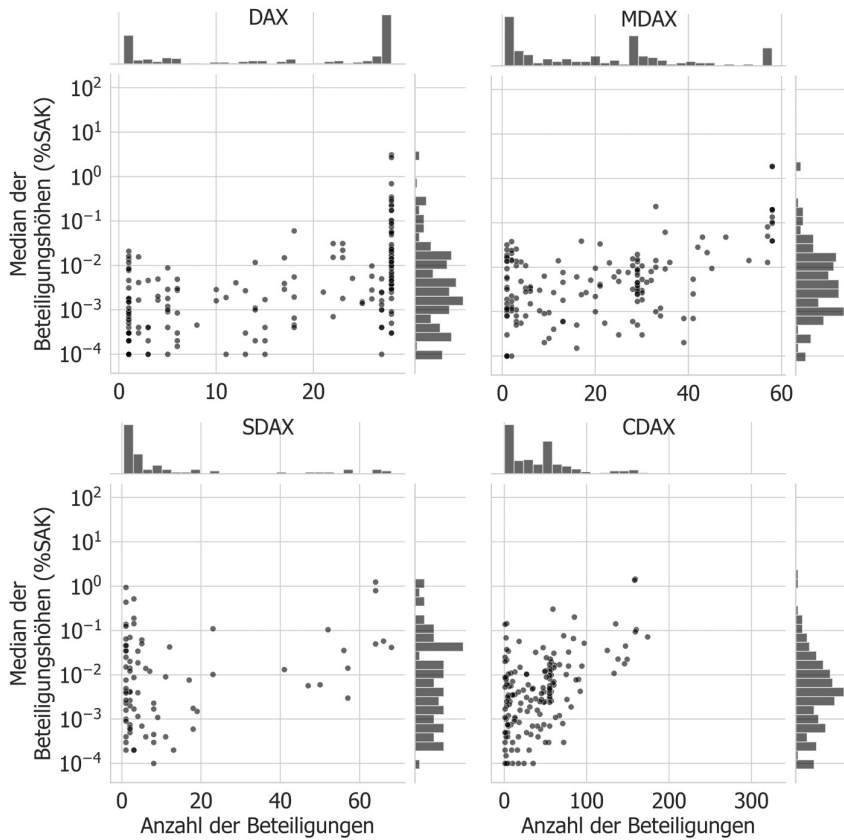 DAX
MDAX
Median der
Beteiligungshöhen (%SAK)
10²
10¹
10⁰
10⁻¹
10⁻²
10⁻³
10⁻⁴
0 10 20
0 20 40 60
SDAX
CDAX
Median der
Beteiligungshöhen (%SAK)
10²
10¹
10⁰
10⁻¹
10⁻²
10⁻³
10⁻⁴
0 20 40 60
0 100 200 300
Anzahl der Beteiligungen
Anzahl der Beteiligungen